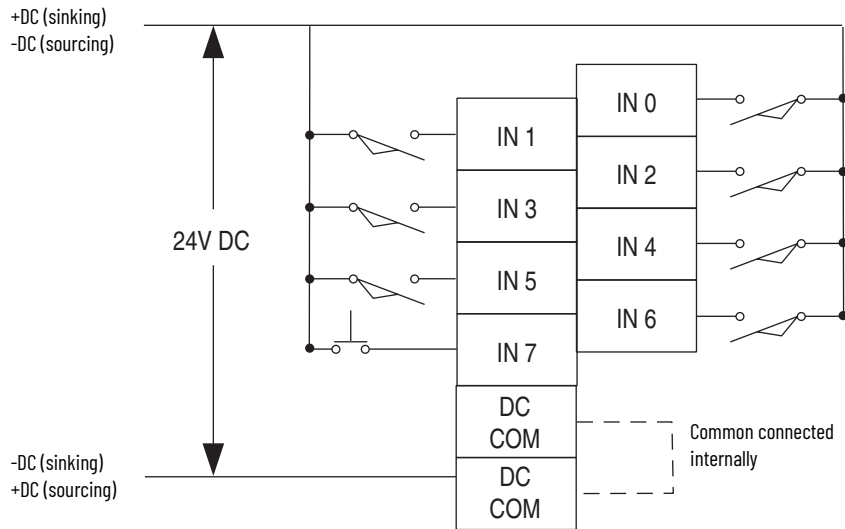 +DC (sinking)
-DC (sourcing)
IN 0
IN 1
IN 2
IN 3
24V DC
IN 4
IN 5
IN 6
IN 7
DC
COM
Common connected
internally
-DC (sinking)
+DC (sourcing)
DC
COM